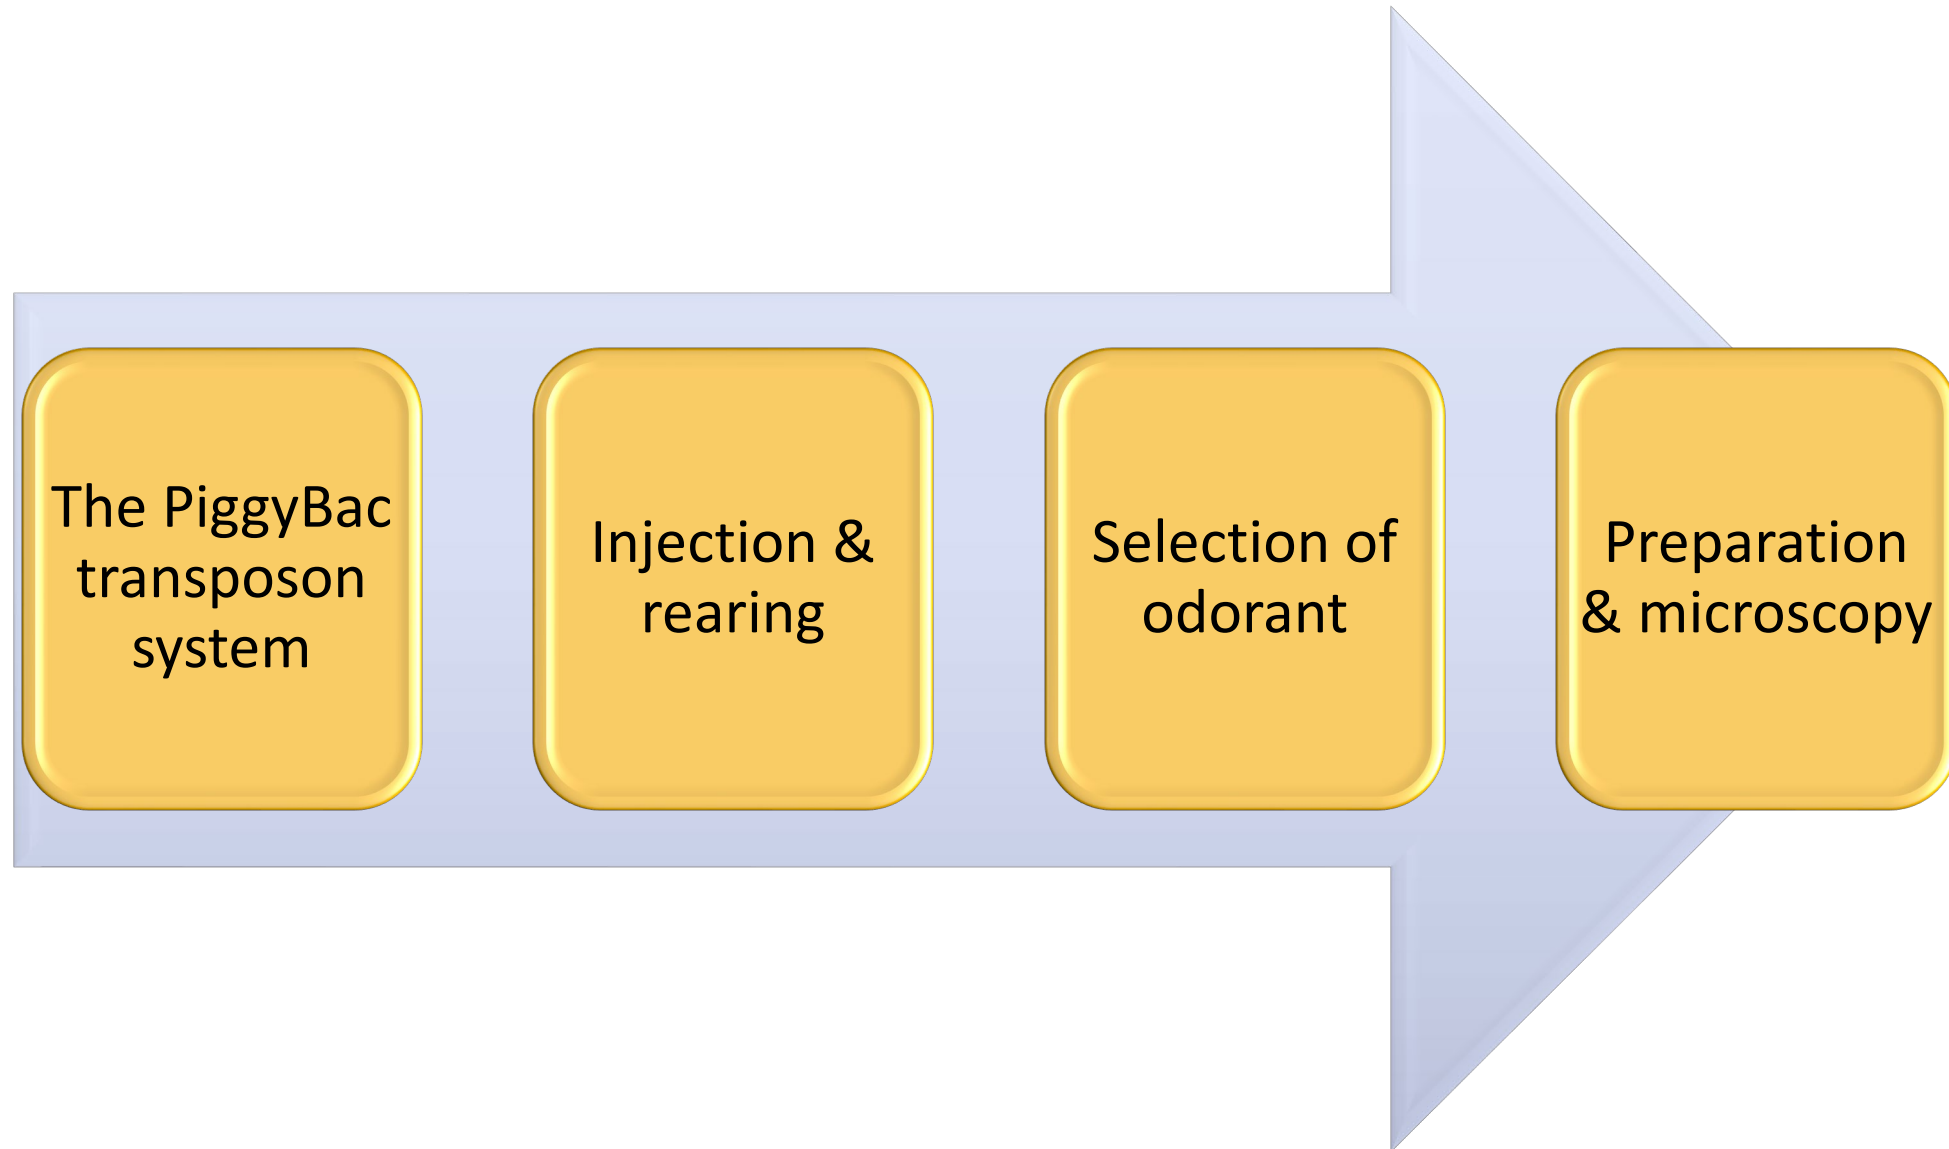 The PiggyBac
transposon
system
Injection &
rearing
Selection of
odorant
Preparation
& microscopy